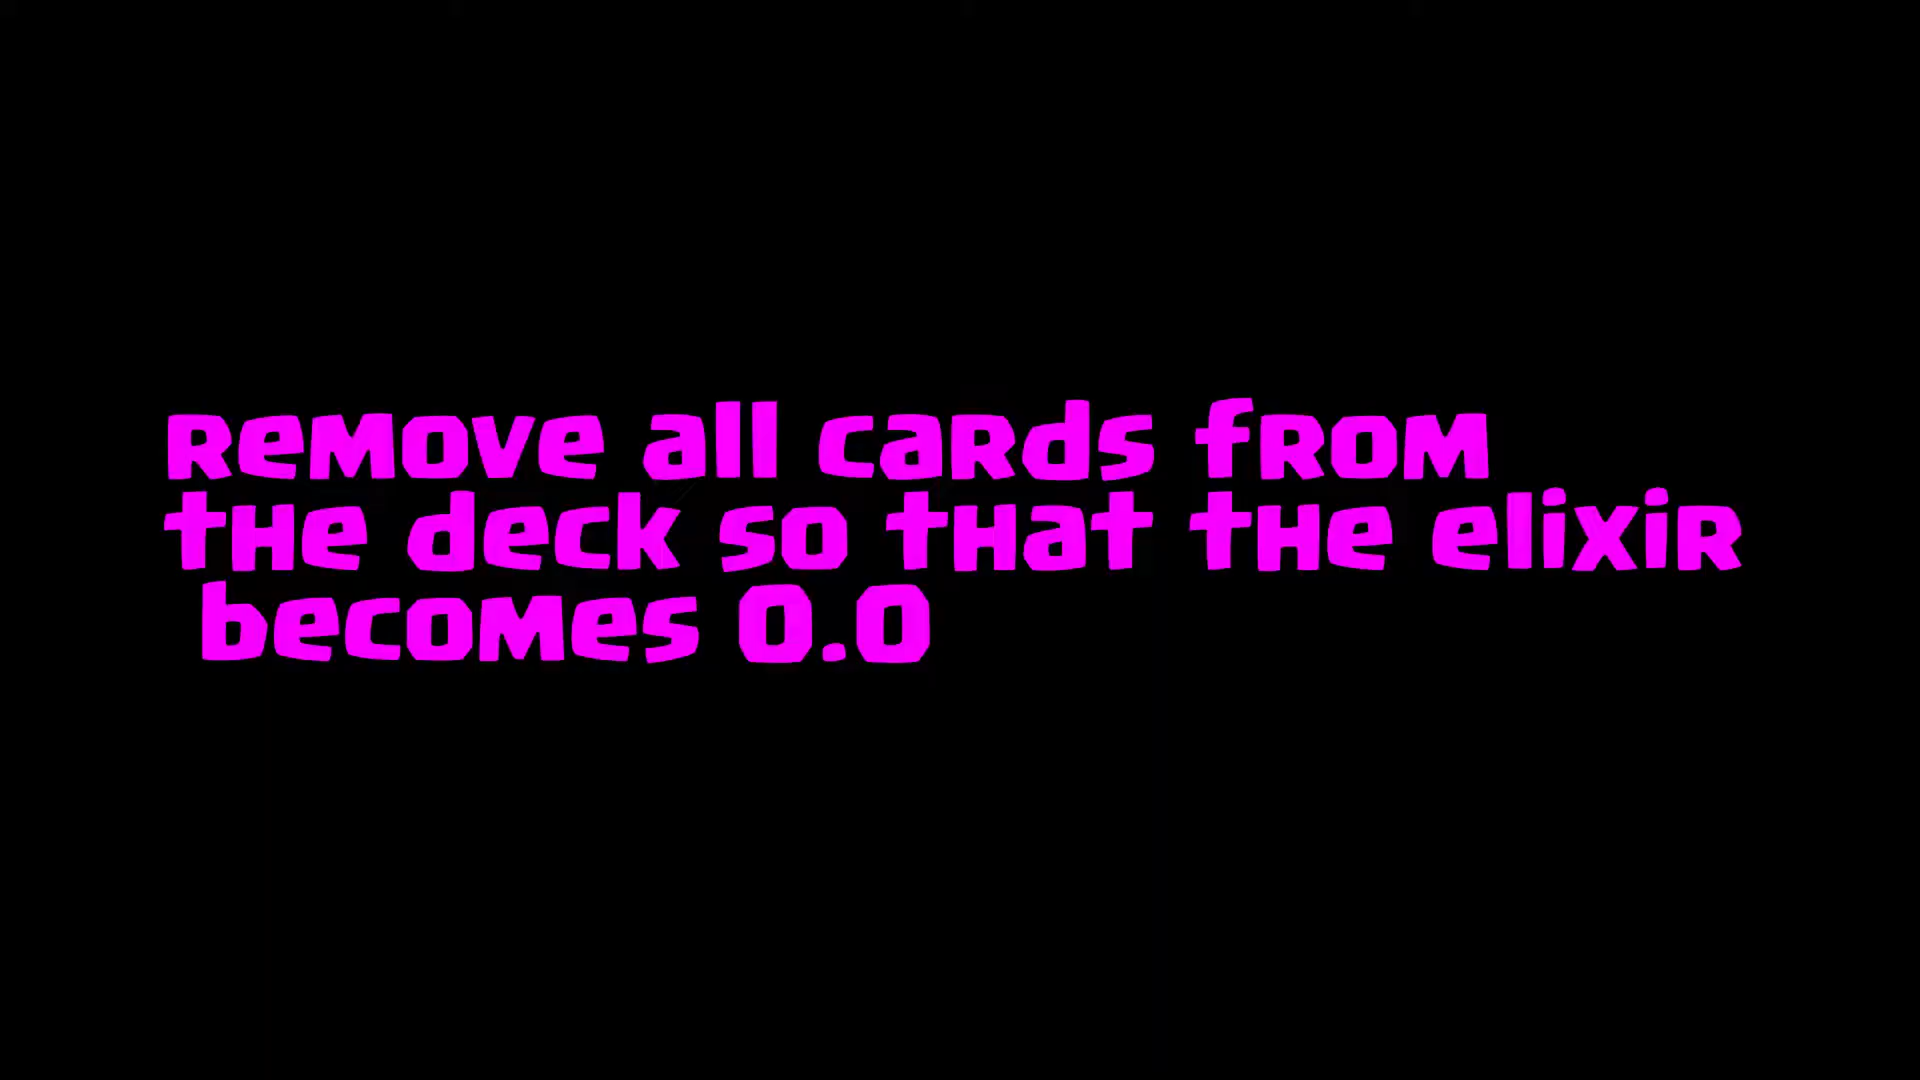 Remove all cards from
the deck so that the elixir
becomes 0.0